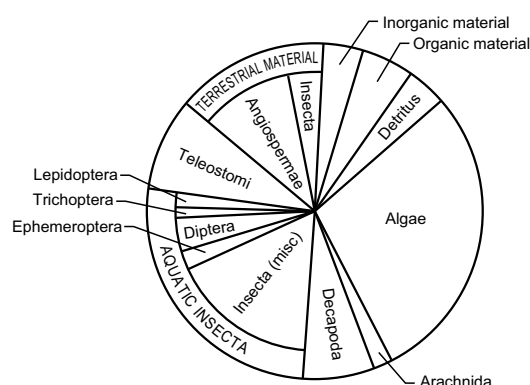 Inorganic material
Organic material
TERRESTRIAL MATERIAL
Insecta
Angiospermae
Detritus
Teleostomi
Lepidoptera
Trichoptera
Ephemeroptera
Diptera
Algae
AQUATIC INSECTA
Insecta (misc)
Decapoda
Arachnida